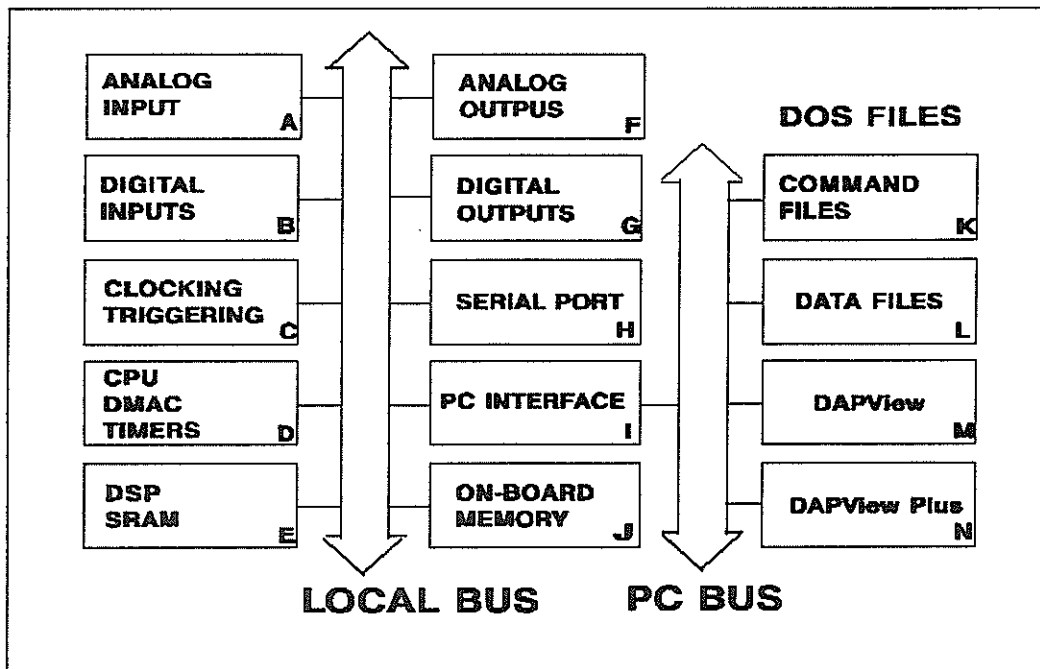 ANALOG
INPUT
A
DIGITAL
INPUTS
B
CLOCKING
TRIGGERING
C
CPU
DMAC
TIMERS
D
DSP
SRAM
E
ANALOG
OUTPUS
F
DIGITAL
OUTPUTS
G
SERIAL PORT
H
PC INTERFACE
I
ON-BOARD
MEMORY
J
DOS FILES
COMMAND
FILES
K
DATA FILES
L
DAPView
M
DAPView Plus
N
LOCAL BUS
PC BUS